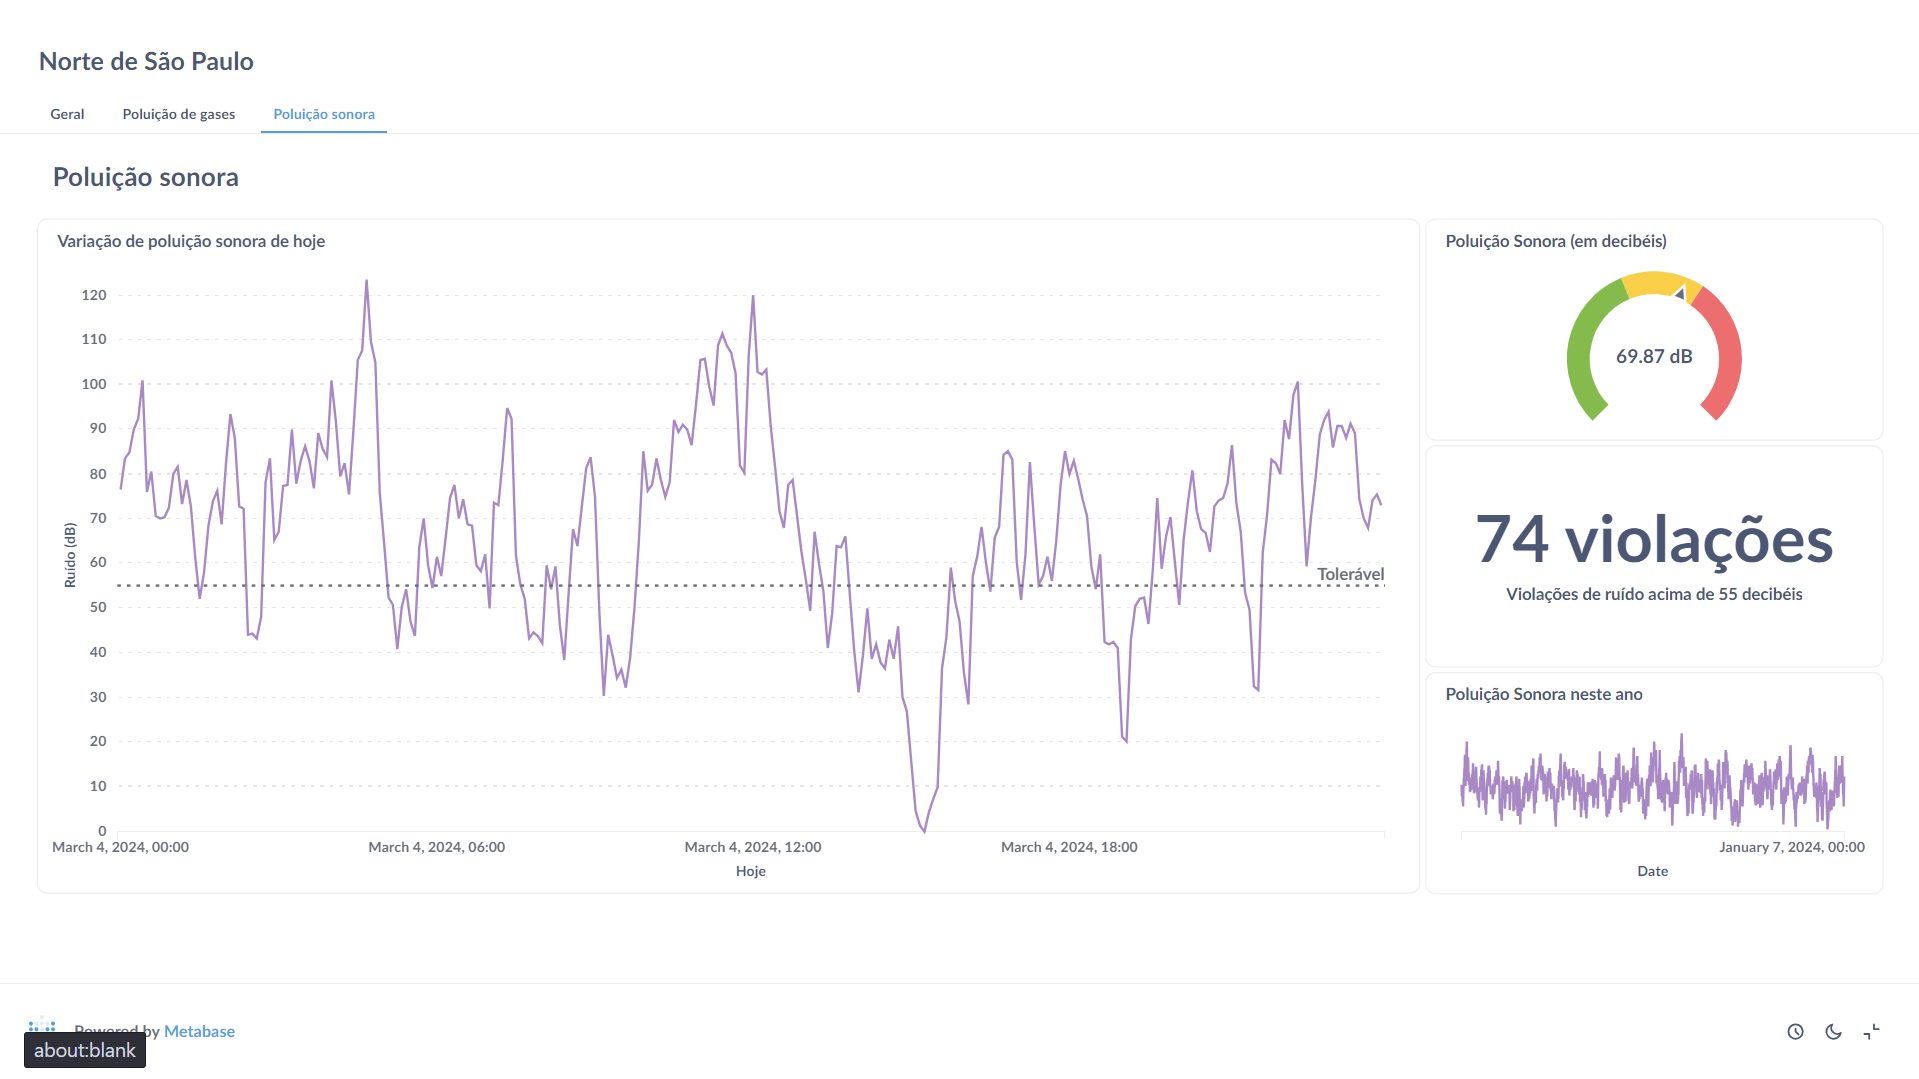 Norte de São Paulo
Geral
Poluição de gases
Poluição sonora
Poluição sonora
Variação de poluição sonora de hoje
120
110
100
90
80
70
60
50
40
30
20
10
0
Ruído (dB)
Tolerável
March 4, 2024, 00:00
March 4, 2024, 06:00
March 4, 2024, 12:00
March 4, 2024, 18:00
Hoje
Poluição Sonora (em decibéis)
69.87 dB
74 violações
Violações de ruído acima de 55 decibéis
Poluição Sonora neste ano
January 7, 2024, 00:00
Date
Powered by Metabase
about:blank